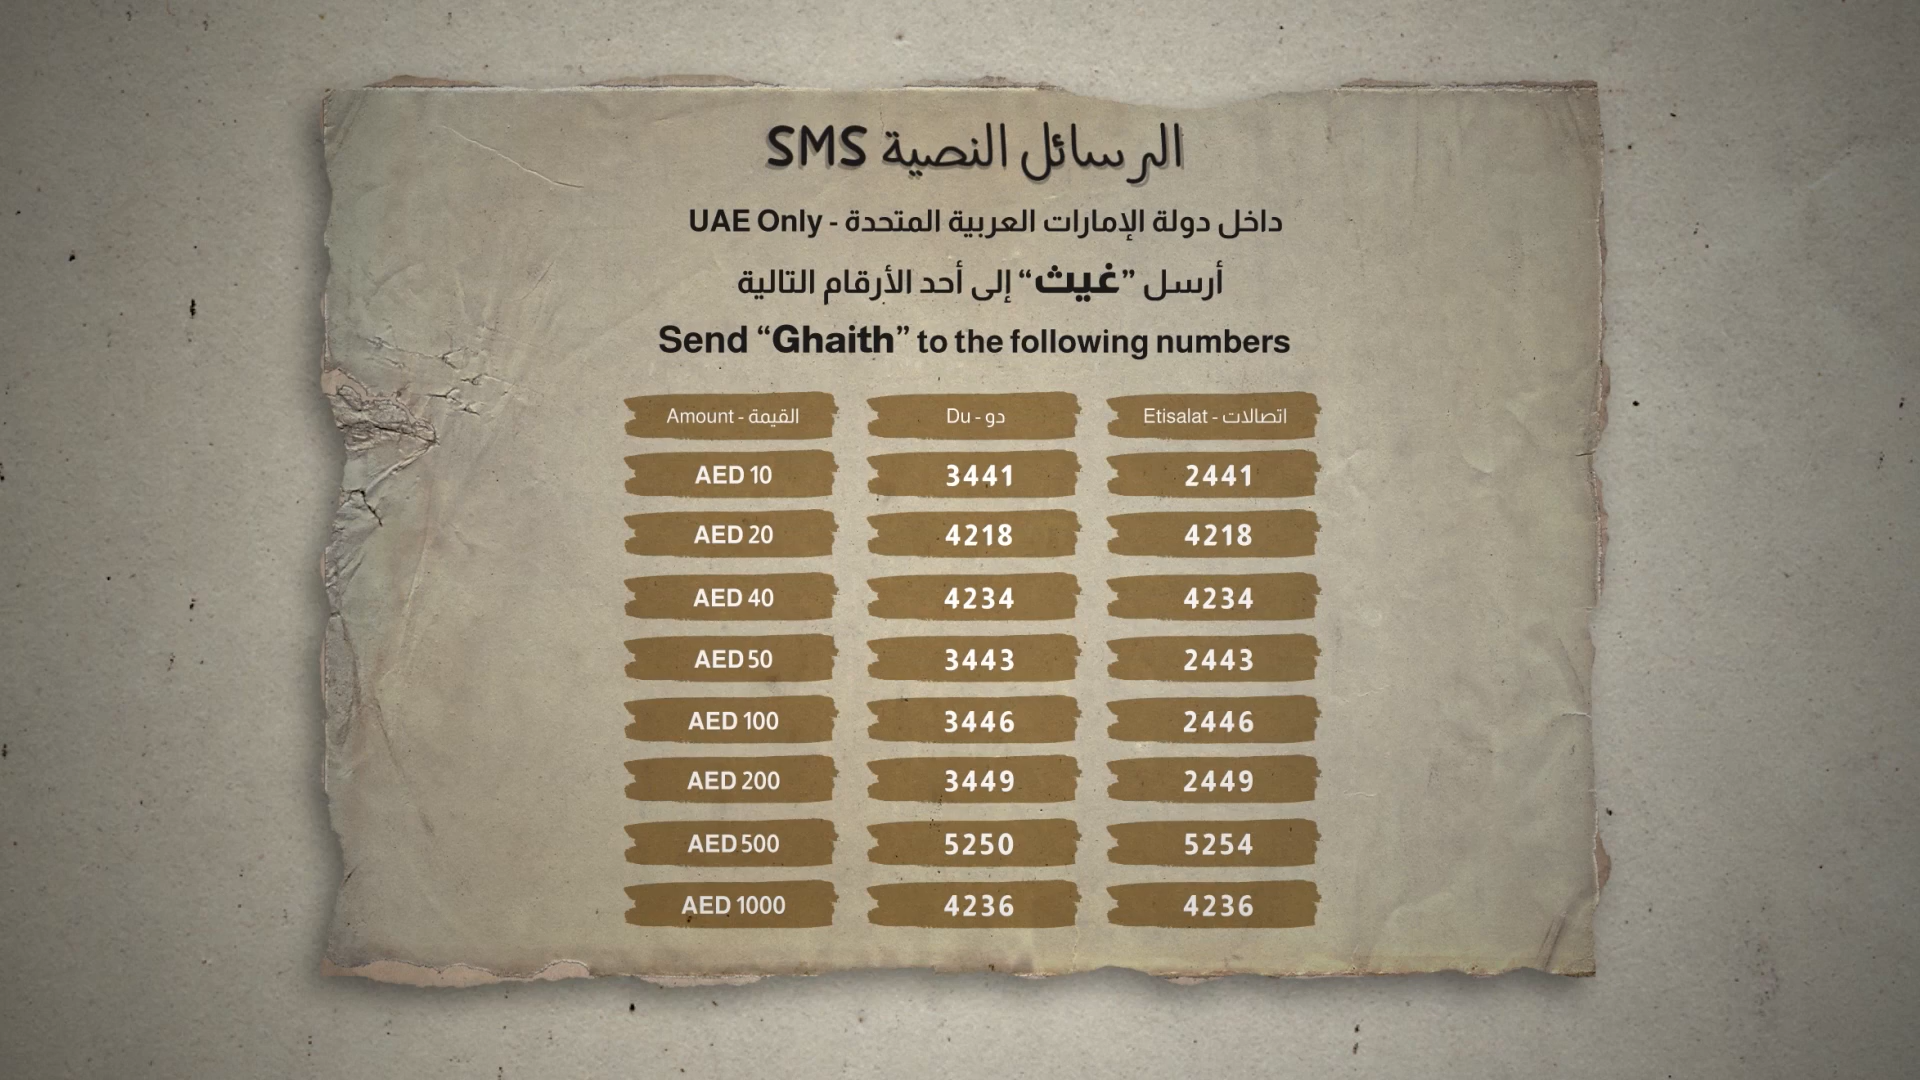 الرسائل النصية SMS
داخل دولة الإمارات العربية المتحدة - UAE Only
أرسل ”غيث“ إلى أحد الأرقام التالية
Send “Ghaith” to the following numbers
Amount - القيمة Du - دو Etisalat - اتصالات
AED 10 3441 2441
AED 20 4218 4218
AED 40 4234 4234
AED 50 3443 2443
AED 100 3446 2446
AED 200 3449 2449
AED 500 5250 5254
AED 1000 4236 4236